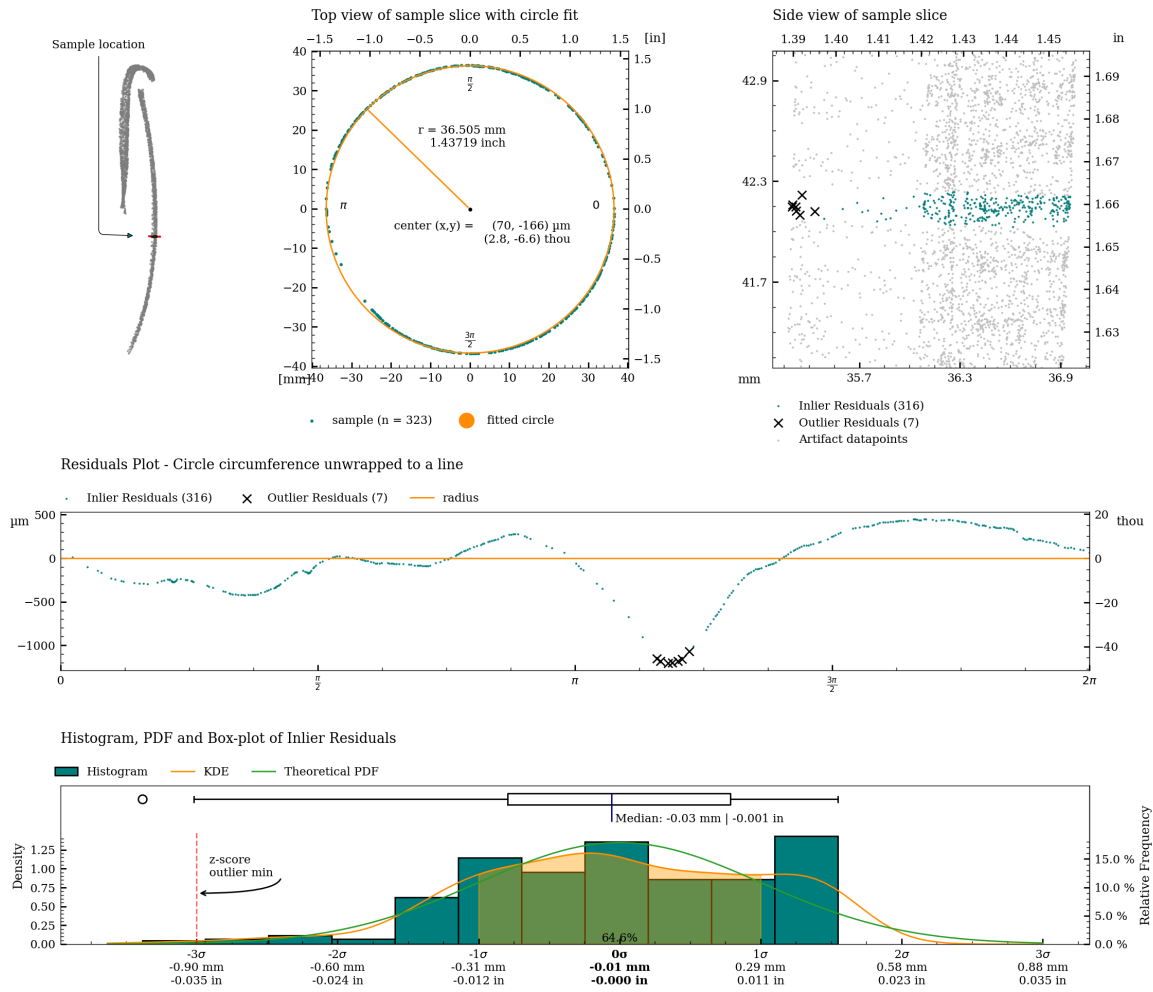 Sample location
Top view of sample slice with circle fit
−1.5 −1.0 −0.5 0.0 0.5 1.0 1.5 [in]
40 30 20 10 0 −10 −20 −30 −40
1.5 1.0 0.5 0.0 −0.5 −1.0 −1.5
π/2
r = 36.505 mm
1.43719 inch
π
0
center (x,y) = (70, -166) µm
(2.8, -6.6) thou
3π/2
[mm] −40 −30 −20 −10 0 10 20 30 40
sample (n = 323)
fitted circle
Side view of sample slice
1.39 1.40 1.41 1.42 1.43 1.44 1.45 in
42.9 42.3 41.7
1.69 1.68 1.67 1.66 1.65 1.64 1.63
mm 35.7 36.3 36.9
Inlier Residuals (316)
Outlier Residuals (7)
Artifact datapoints
Residuals Plot - Circle circumference unwrapped to a line
Inlier Residuals (316) Outlier Residuals (7) radius
µm 500 0 −500 −1000
20 0 −20 −40 thou
0 π/2 π 3π/2 2π
Histogram, PDF and Box-plot of Inlier Residuals
Histogram KDE Theoretical PDF
Median: -0.03 mm | -0.001 in
z-score
outlier min
Density
1.25 1.00 0.75 0.50 0.25 0.00
15.0 % 10.0 % 5.0 % 0.0 %
Relative Frequency
64.6%
-3σ -2σ -1σ 0σ 1σ 2σ 3σ
-0.90 mm -0.60 mm -0.31 mm -0.01 mm 0.29 mm 0.58 mm 0.88 mm
-0.035 in -0.024 in -0.012 in -0.000 in 0.011 in 0.023 in 0.035 in